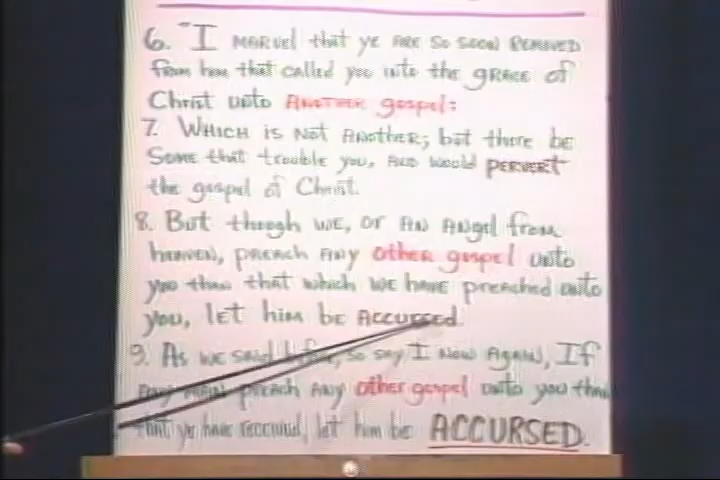 6. "I MARVEL that ye ARE so soon REMOVED
from him that called you into the GRACE of
Christ unto ANOTHER gospel:
7. WHICH is NOT ANOTHER; but there be
SOME that trouble you, AND would PERVERT
the gospel of Christ.
8. But though WE, or AN ANgel from
heaven, preach ANY other gospel unto
you than that which WE have preached unto
you, let him be Accursed.
9. As we said before, so say I NOW AgAIN, If
ANY MAN preach ANY other gospel unto you than
that ye have received, let him be ACCURSED.